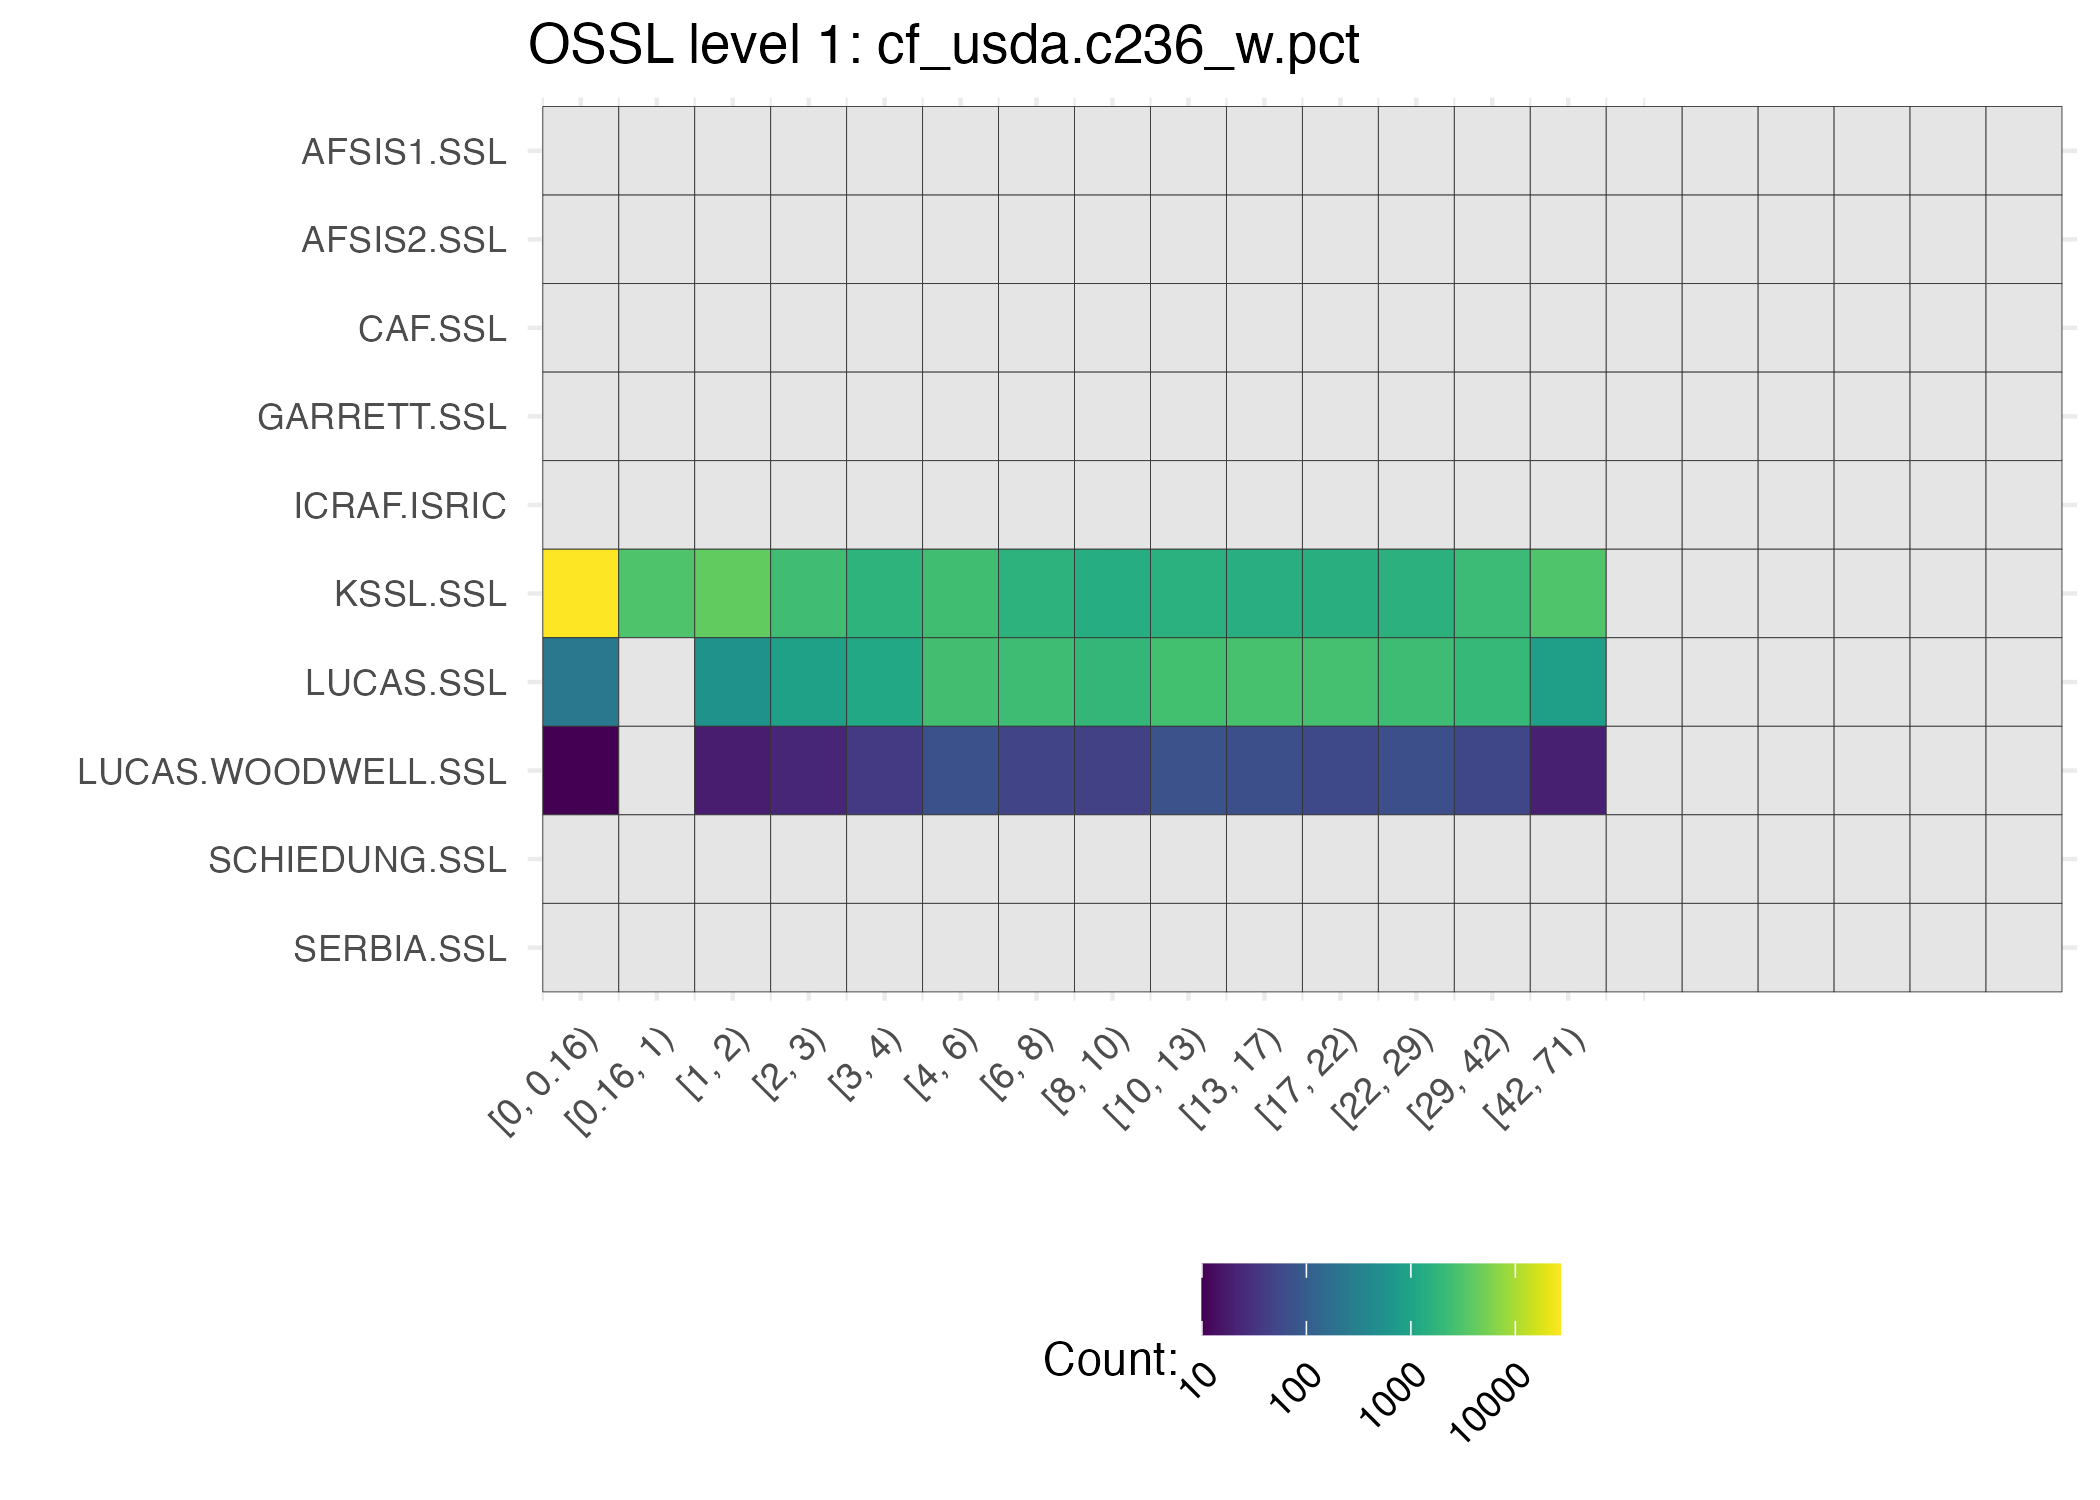 OSSL level 1: cf_usda.c236_w.pct
AFSIS1.SSL
AFSIS2.SSL
CAF.SSL
GARRETT.SSL
ICRAF.ISRIC
KSSL.SSL
LUCAS.SSL
LUCAS.WOODWELL.SSL
SCHIEDUNG.SSL
SERBIA.SSL
[0, 0.16)
[0.16, 1)
[1, 2)
[2, 3)
[3, 4)
[4, 6)
[6, 8)
[8, 10)
[10, 13)
[13, 17)
[17, 22)
[22, 29)
[29, 42)
[42, 71)
Count:
10
100
1000
10000